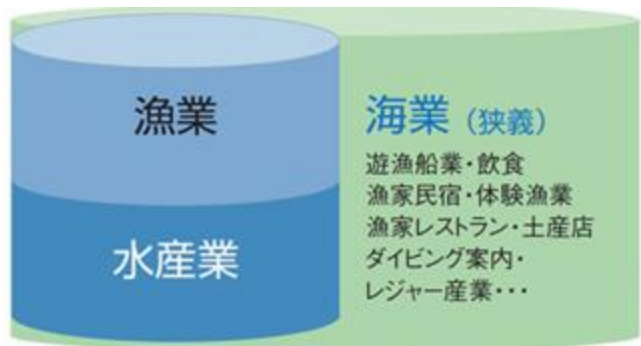 漁業
水産業
海業（狭義）
遊漁船業・飲食
漁家民宿・体験漁業
漁家レストラン・土産店
ダイビング案内・
レジャー産業・・・